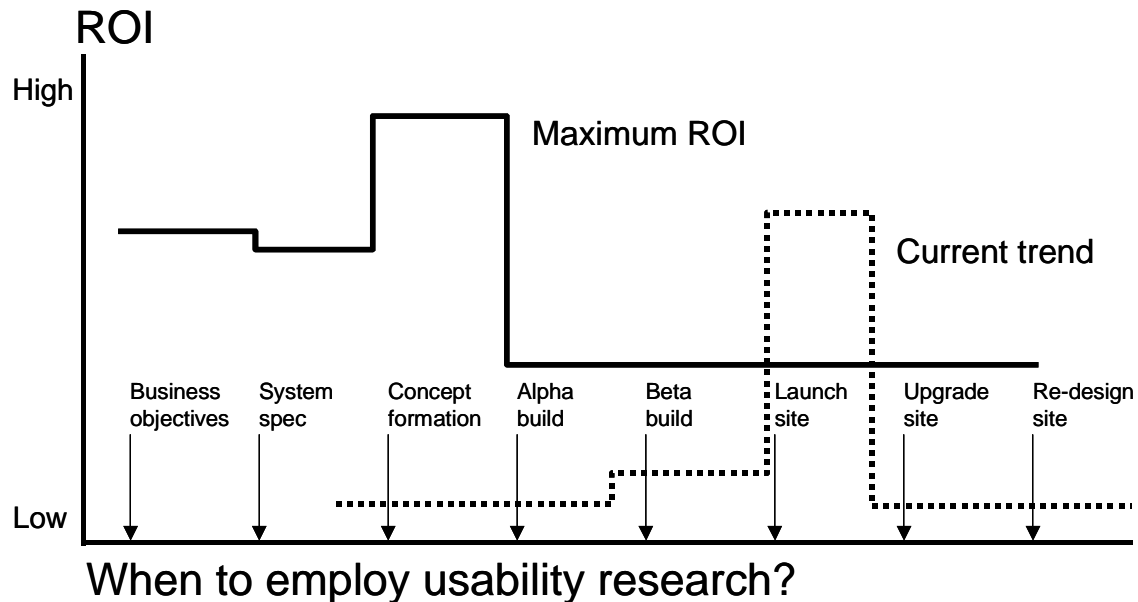 ROI
High
Maximum ROI
Current trend
Business
objectives
System
spec
Concept
formation
Alpha
build
Beta
build
Launch
site
Upgrade
site
Re-design
site
Low
When to employ usability research?